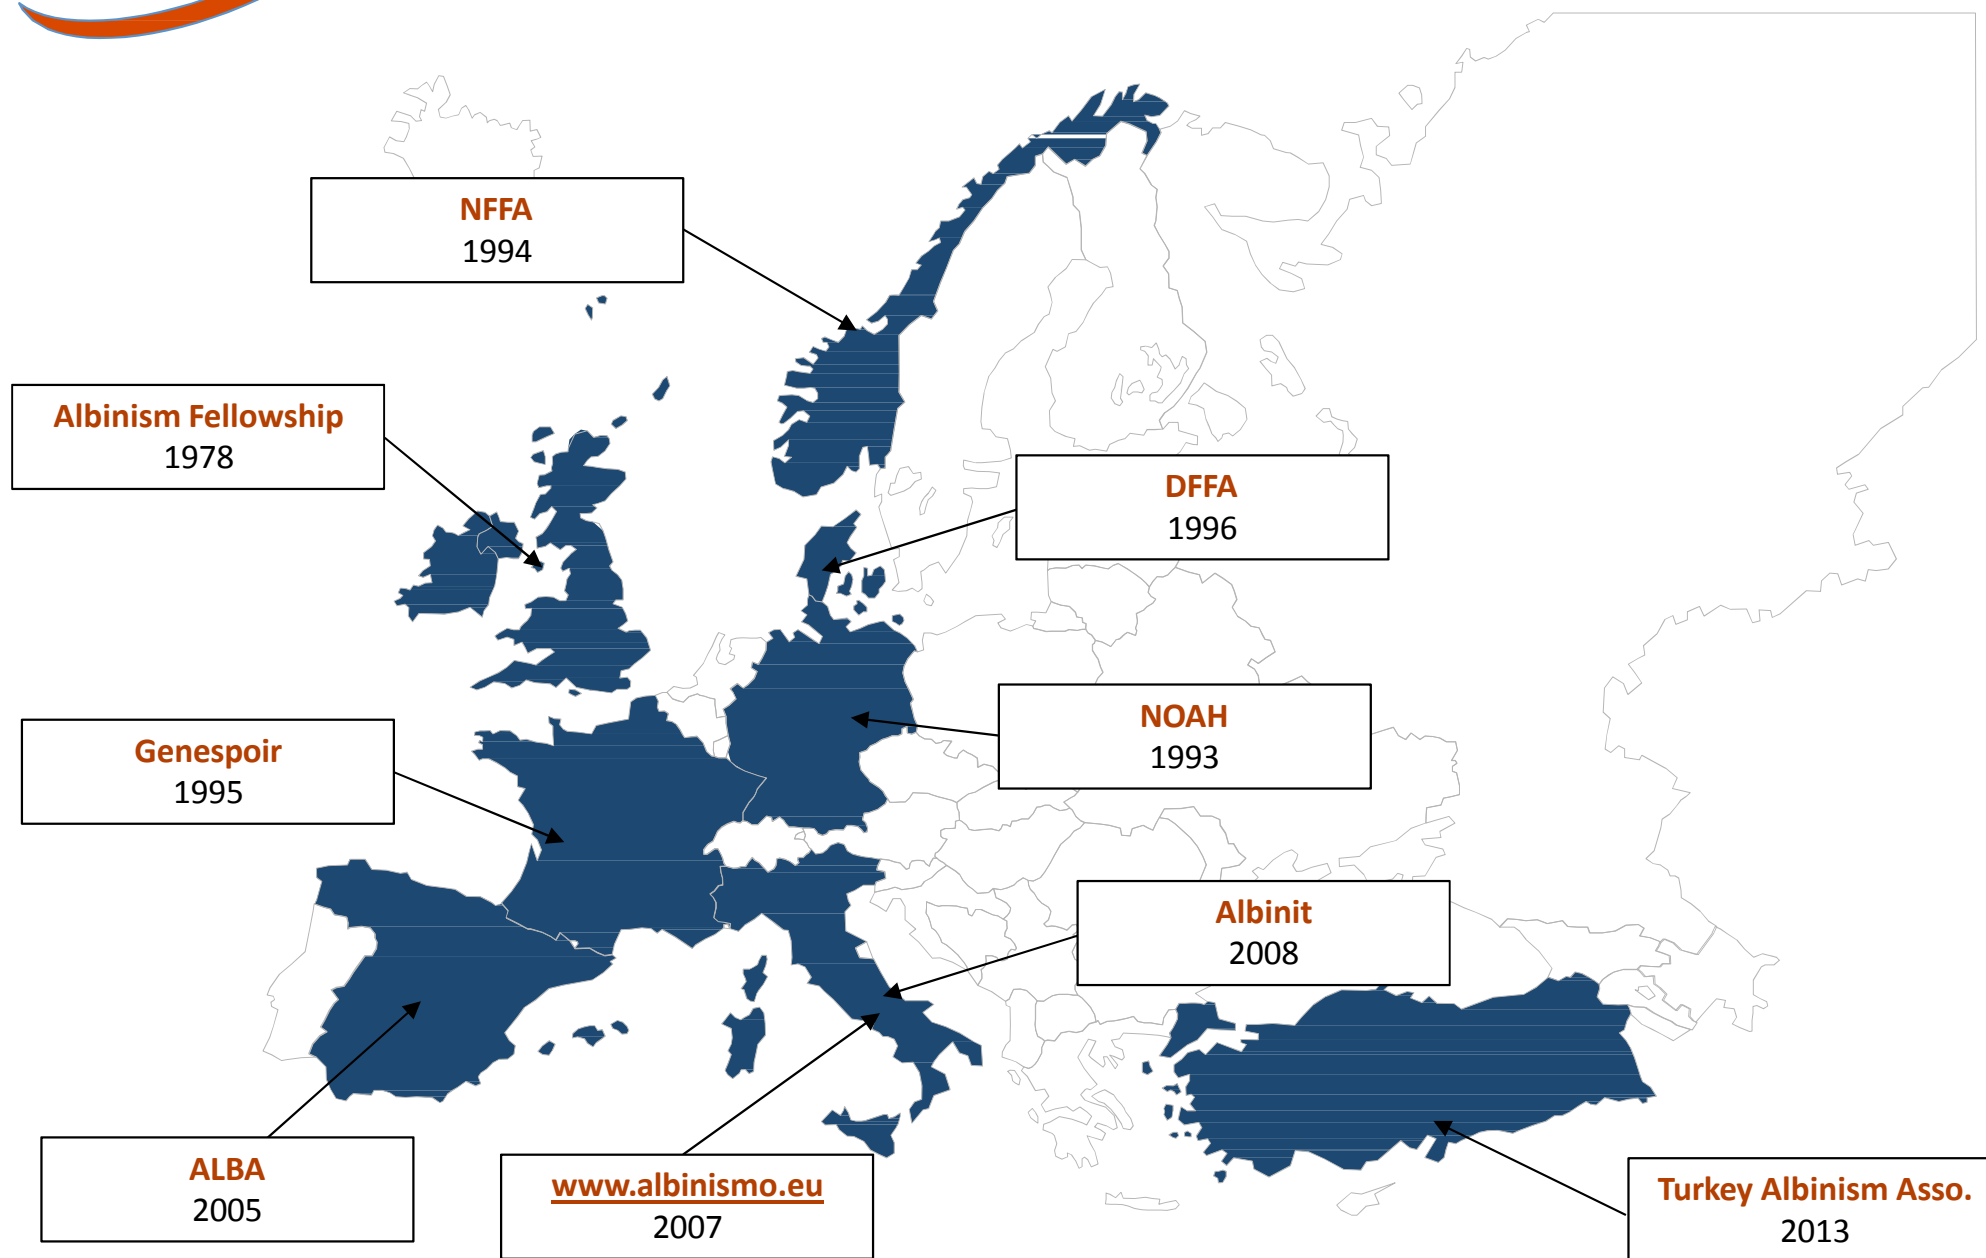 NFFA
1994
Albinism Fellowship
1978
DFFA
1996
NOAH
1993
Genespoir
1995
Albinit
2008
ALBA
2005
www.albinismo.eu
2007
Turkey Albinism Asso.
2013